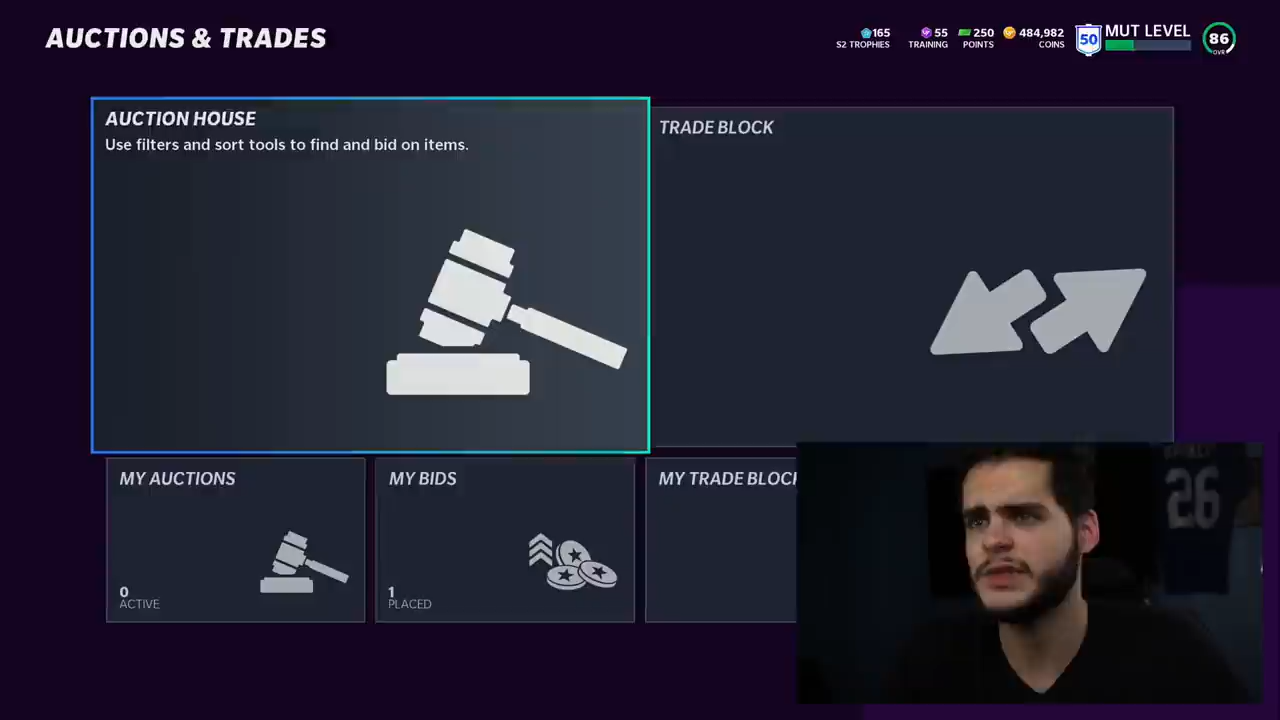 AUCTIONS & TRADES
165
S2 TROPHIES
55
TRAINING
250
POINTS
484,982
COINS
50
MUT LEVEL
86
OVR
AUCTION HOUSE
Use filters and sort tools to find and bid on items.
TRADE BLOCK
MY AUCTIONS
0
ACTIVE
MY BIDS
1
PLACED
MY TRADE BLOCK
26